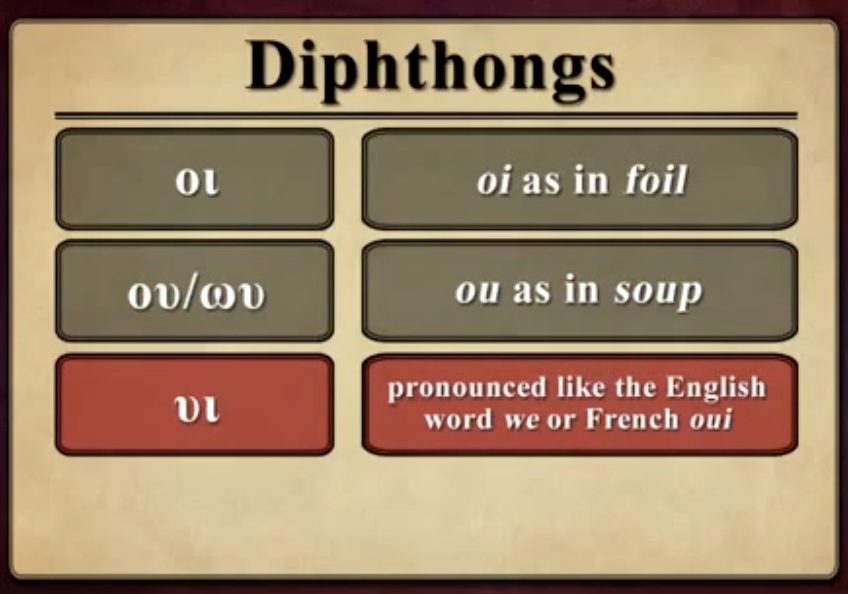 Diphthongs
οι
oi as in foil
ου/ωυ
ou as in soup
υι
pronounced like the English
word we or French oui